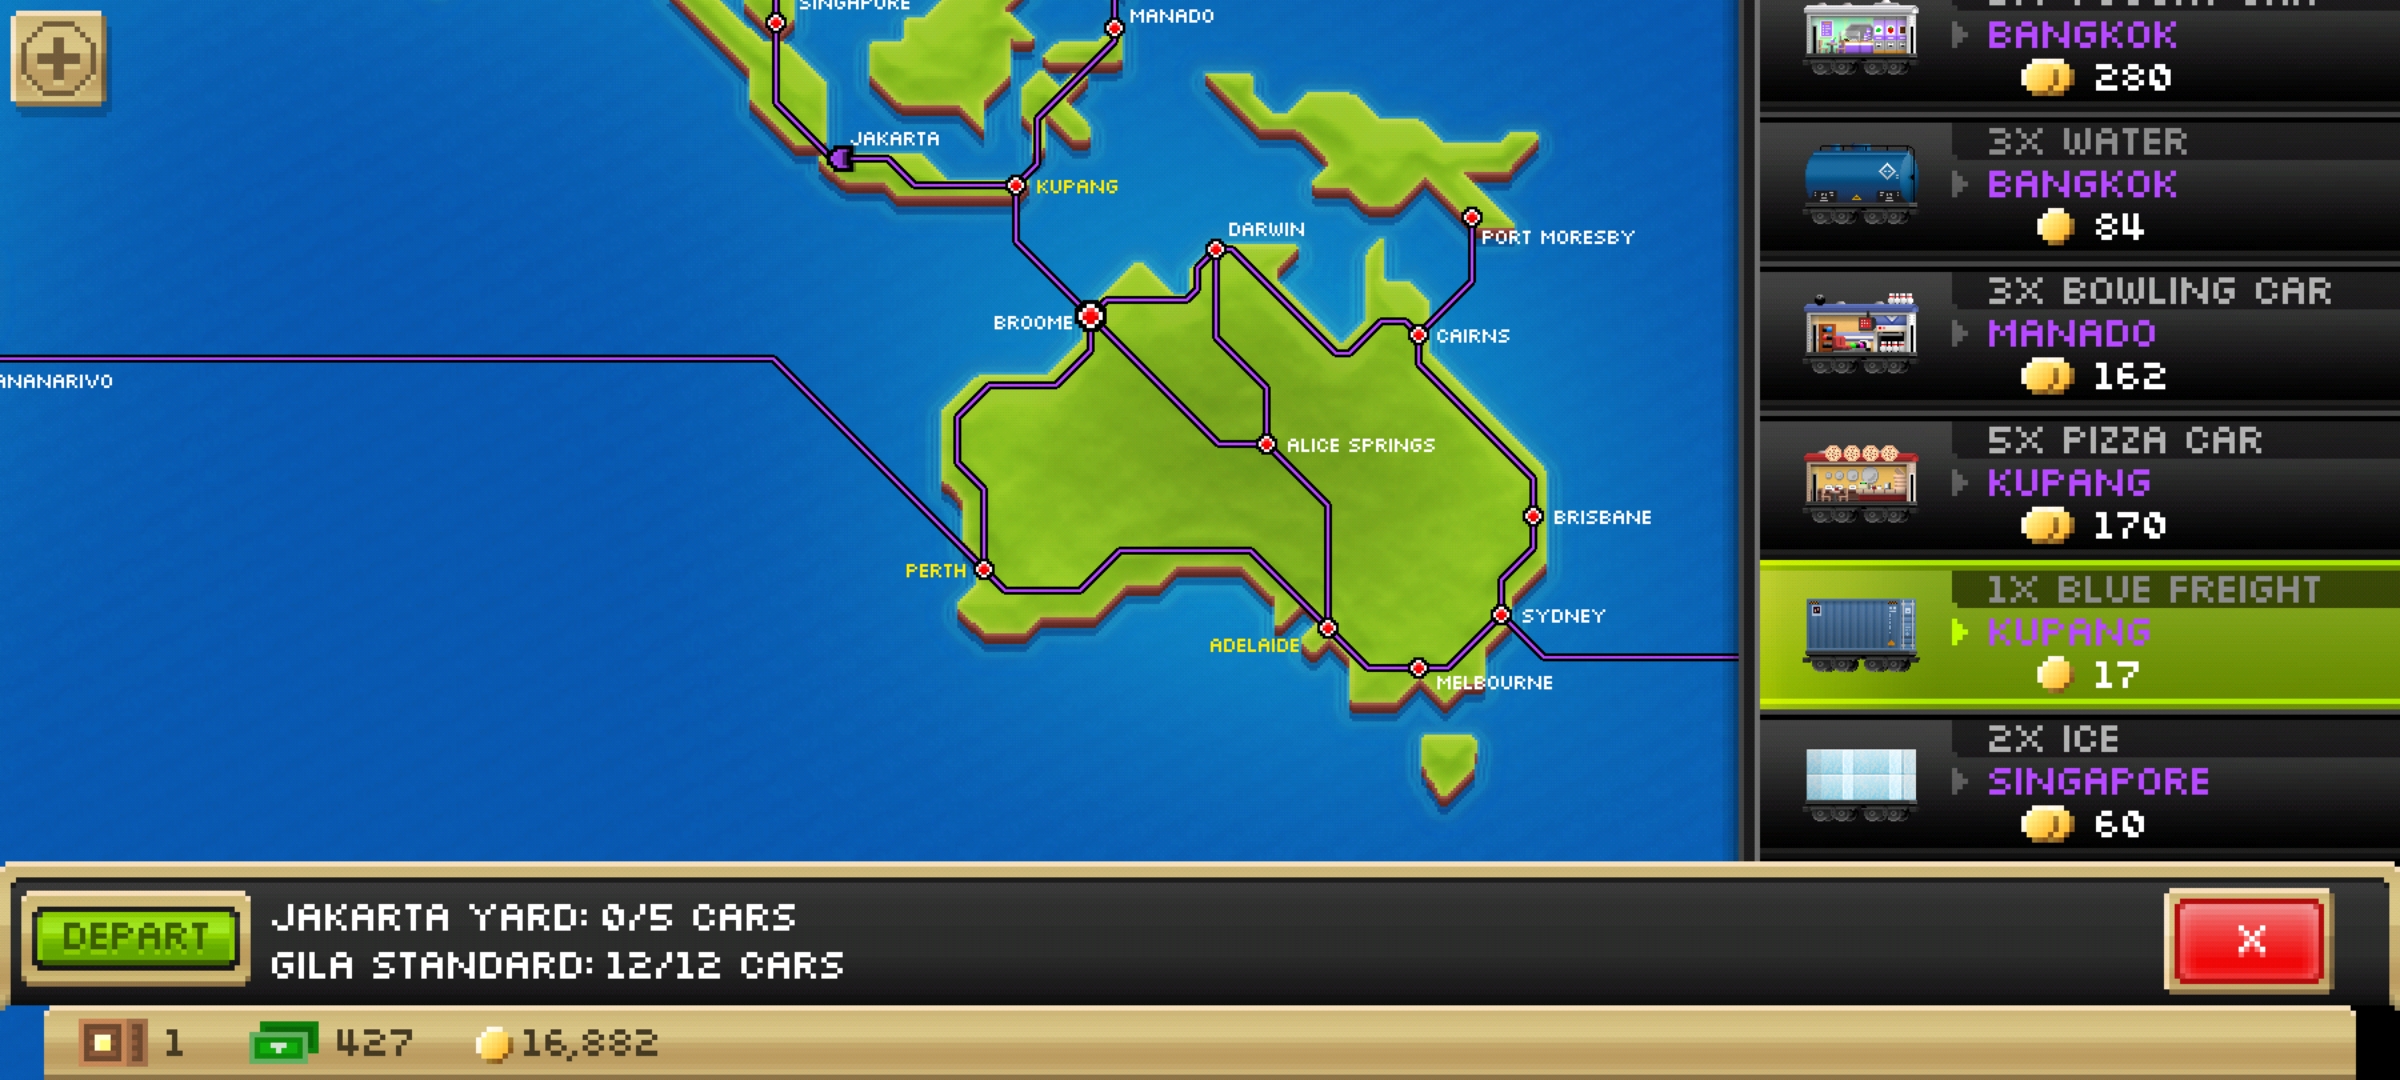 SINGAPORE
MANADO
JAKARTA
KUPANG
DARWIN
PORT MORESBY
BROOME
CAIRNS
ANANARIVO
ALICE SPRINGS
BRISBANE
PERTH
SYDNEY
ADELAIDE
MELBOURNE
BANGKOK
280
3X WATER
BANGKOK
84
3X BOWLING CAR
MANADO
162
5X PIZZA CAR
KUPANG
170
1X BLUE FREIGHT
KUPANG
17
2X ICE
SINGAPORE
60
DEPART
JAKARTA YARD: 0/5 CARS
GILA STANDARD: 12/12 CARS
X
1
427
16,882